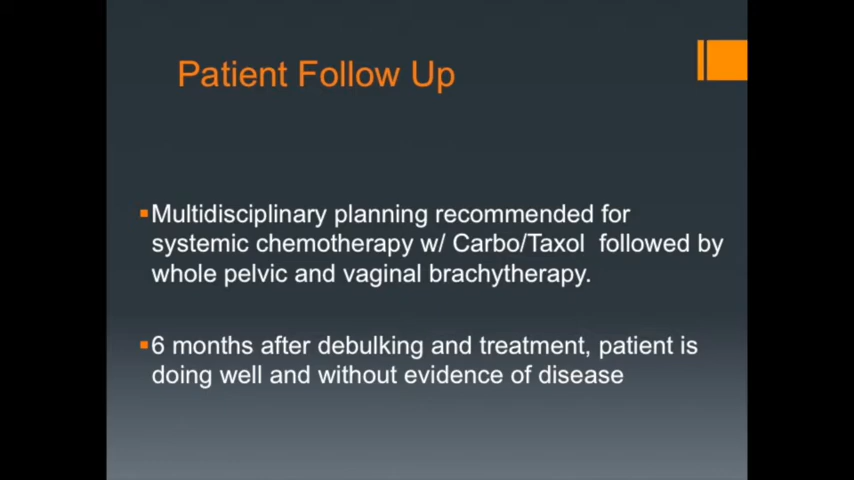 Patient Follow Up
▪Multidisciplinary planning recommended for
systemic chemotherapy w/ Carbo/Taxol followed by
whole pelvic and vaginal brachytherapy.
▪6 months after debulking and treatment, patient is
doing well and without evidence of disease